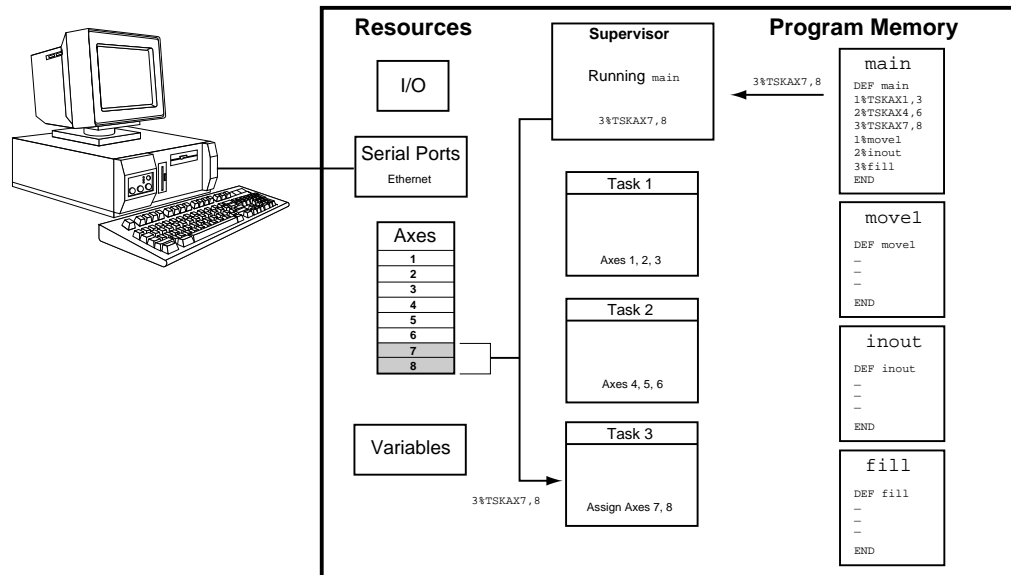 Resources
I/O
Serial Ports
Ethernet
Axes
1
2
3
4
5
6
7
8
Variables
3%TSKAX7,8
Supervisor
Running main
3%TSKAX7,8
Task 1
Axes 1, 2, 3
Task 2
Axes 4, 5, 6
Task 3
Assign Axes 7, 8
Program Memory
3%TSKAX7,8
main
DEF main
1%TSKAX1,3
2%TSKAX4,6
3%TSKAX7,8
1%move1
2%inout
3%fill
END
move1
DEF move1
–
–
–
END
inout
DEF inout
–
–
–
END
fill
DEF fill
–
–
–
END